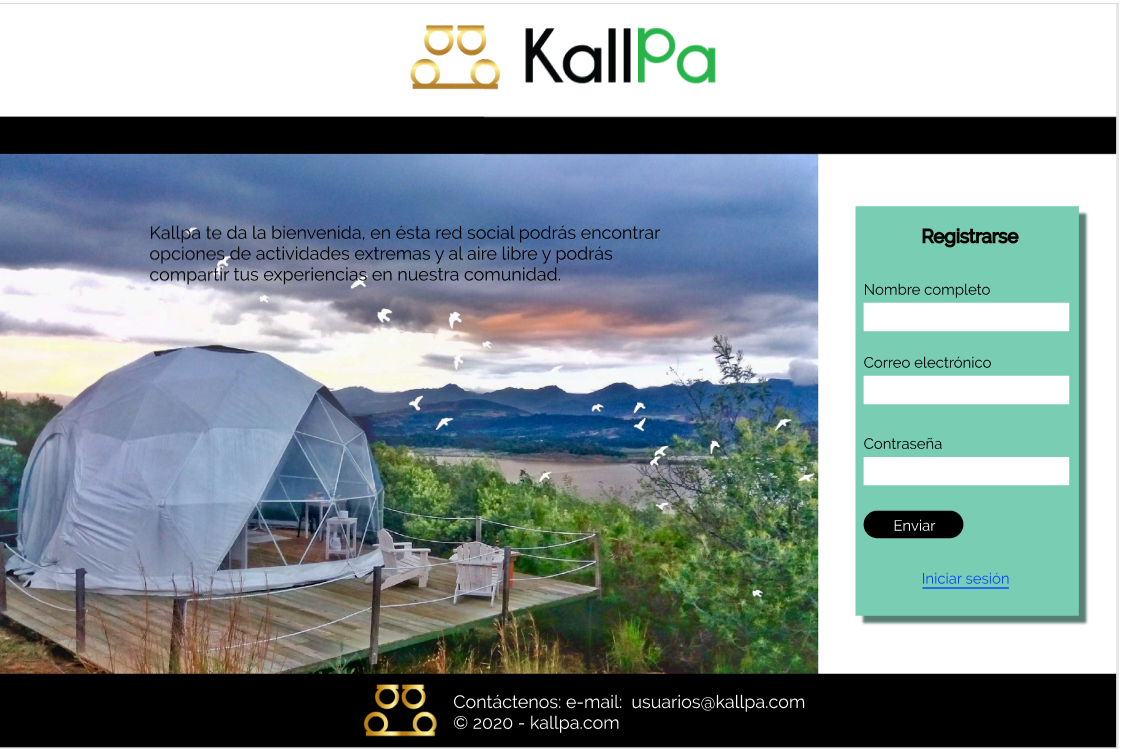 KallPa
Kallpa te da la bienvenida, en ésta red social podrás encontrar
opciones de actividades extremas y al aire libre y podrás
compartir tus experiencias en nuestra comunidad.
Registrarse
Nombre completo
Correo electrónico
Contraseña
Enviar
Iniciar sesión
Contáctenos: e-mail:  usuarios@kallpa.com
© 2020 - kallpa.com